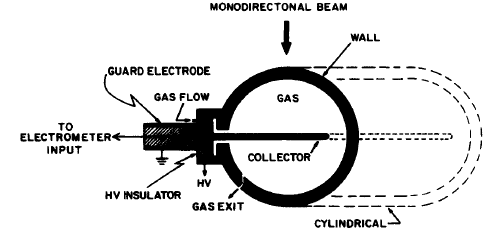 MONODIRECTONAL BEAM
WALL
GUARD ELECTRODE
GAS FLOW
GAS
TO
ELECTROMETER
INPUT
COLLECTOR
HV INSULATOR
HV
GAS EXIT
CYLINDRICAL